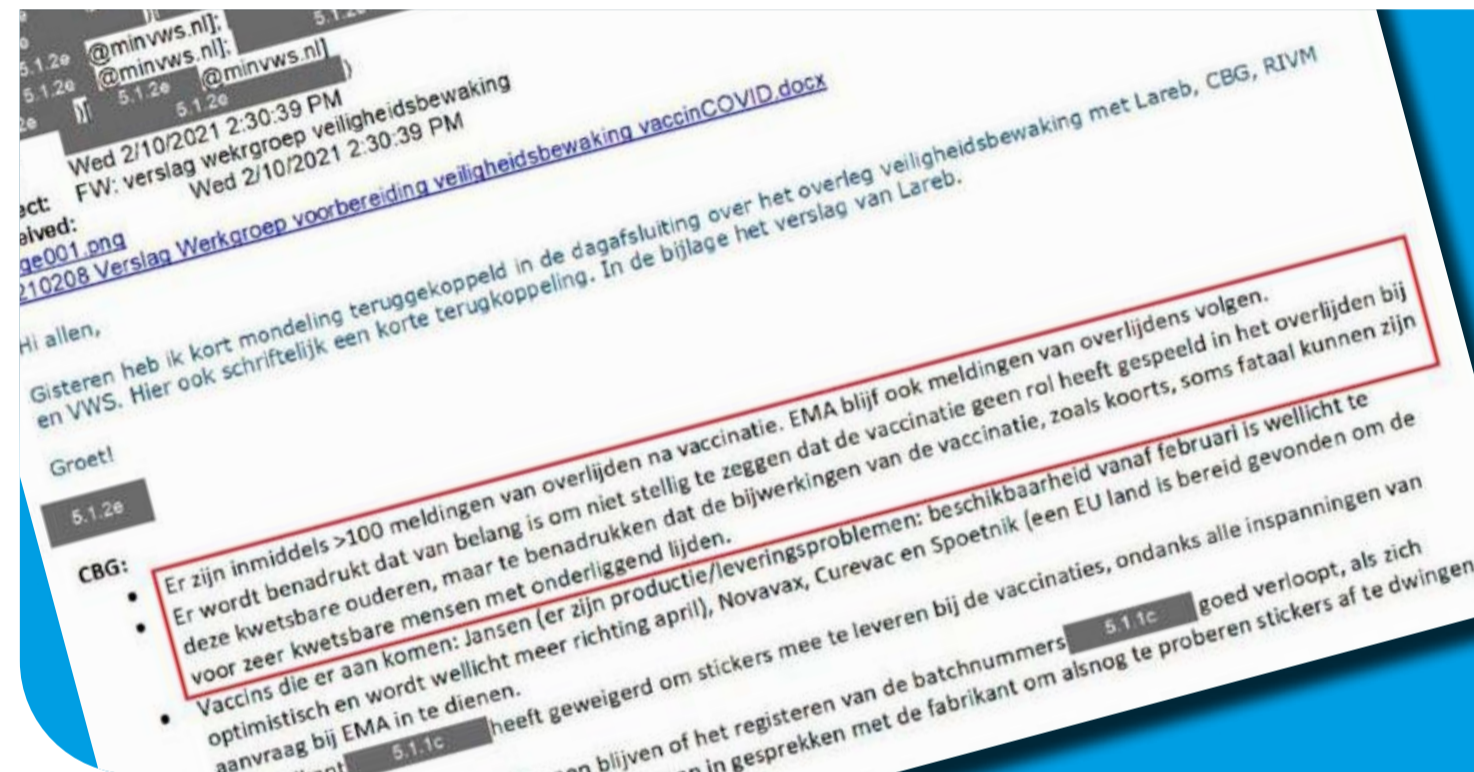 5.1.2e
@minvws.nl];
5.1.2e @minvws.nl];
5.1.2e @minvws.nl]
5.1.2e
Wed 2/10/2021 2:30:39 PM
FW: verslag wekrgroep veiligheidsbewaking
Wed 2/10/2021 2:30:39 PM
210208 Verslag Werkgroep voorbereiding veiligheidsbewaking vaccinCOVID.docx
Hi allen,
Gisteren heb ik kort mondeling teruggekoppeld in de dagafsluiting over het overleg veiligheidsbewaking met Lareb, CBG, RIVM
en VWS. Hier ook schriftelijk een korte terugkoppeling. In de bijlage het verslag van Lareb.
Groet!
5.1.2e
CBG:
• Er zijn inmiddels >100 meldingen van overlijden na vaccinatie. EMA blijf ook meldingen van overlijdens volgen.
• Er wordt benadrukt dat van belang is om niet stellig te zeggen dat de vaccinatie geen rol heeft gespeeld in het overlijden bij
deze kwetsbare ouderen, maar te benadrukken dat de bijwerkingen van de vaccinatie, zoals koorts, soms fataal kunnen zijn
voor zeer kwetsbare mensen met onderliggend lijden.
• Vaccins die er aan komen: Jansen (er zijn productie/leveringsproblemen: beschikbaarheid vanaf februari is wellicht te
optimistisch en wordt wellicht meer richting april), Novavax, Curevac en Spoetnik (een EU land is bereid gevonden om de
aanvraag bij EMA in te dienen.
5.1.1c heeft geweigerd om stickers mee te leveren bij de vaccinaties, ondanks alle inspanningen van
blijven of het registeren van de batchnummers 5.1.1c goed verloopt, als zich
in gesprekken met de fabrikant om alsnog te proberen stickers af te dwingen